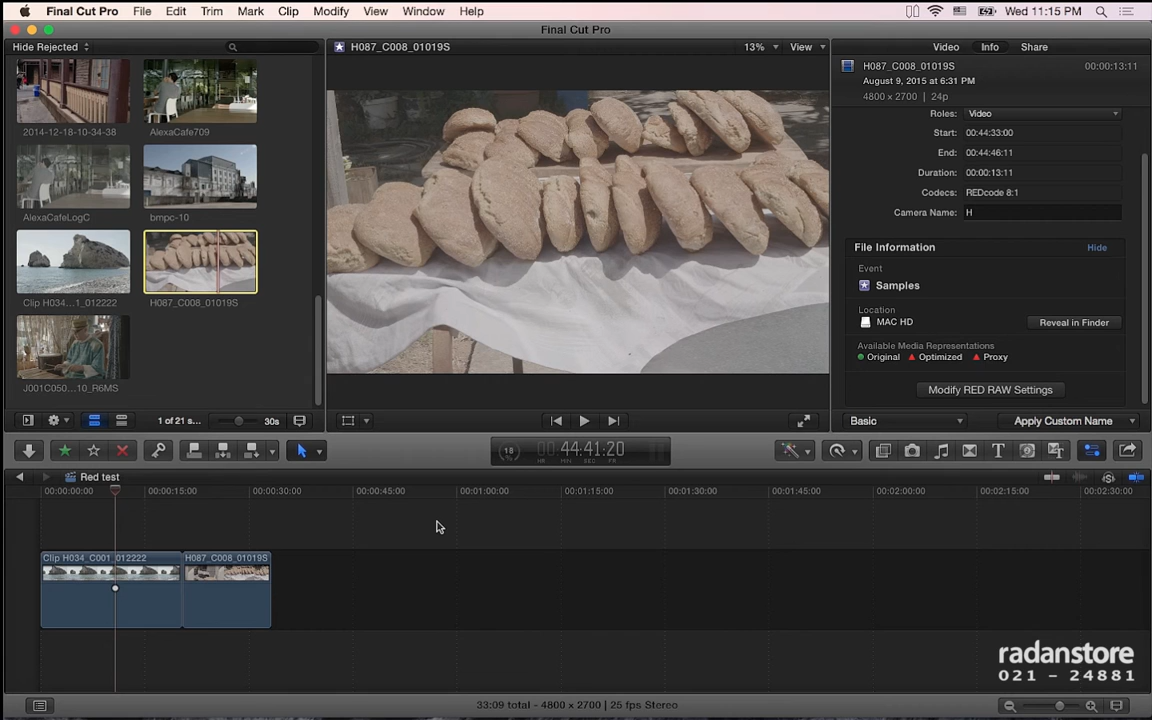 Final Cut Pro File Edit Trim Mark Clip Modify View Window Help Wed 11:15 PM
Final Cut Pro
Hide Rejected
H087_C008_01019S 13% View
Video Info Share
H087_C008_01019S 00:00:13:11
August 9, 2015 at 6:31 PM
4800 x 2700 | 24p
Roles: Video
Start: 00:44:33:00
End: 00:44:46:11
Duration: 00:00:13:11
Codecs: REDcode 8:1
Camera Name: H
File Information Hide
Event
Samples
Location
MAC HD Reveal in Finder
Available Media Representations
Original Optimized Proxy
Modify RED RAW Settings
Basic Apply Custom Name
2014-12-18-10-34-38 AlexaCafe709
AlexaCafeLogC bmpc-10
Clip H034...1_012222 H087_C008_01019S
J001C050...10_R6MS
1 of 21 s... 30s
18 00:44:41:20
HR MIN SEC FR
Red test
00:00:00:00 00:00:15:00 00:00:30:00 00:00:45:00 00:01:00:00 00:01:15:00 00:01:30:00 00:01:45:00 00:02:00:00 00:02:15:00 00:02:30:00
Clip H034_C001_012222 H087_C008_01019S
radanstore
021 - 24881
33:09 total - 4800 x 2700 | 25 fps Stereo